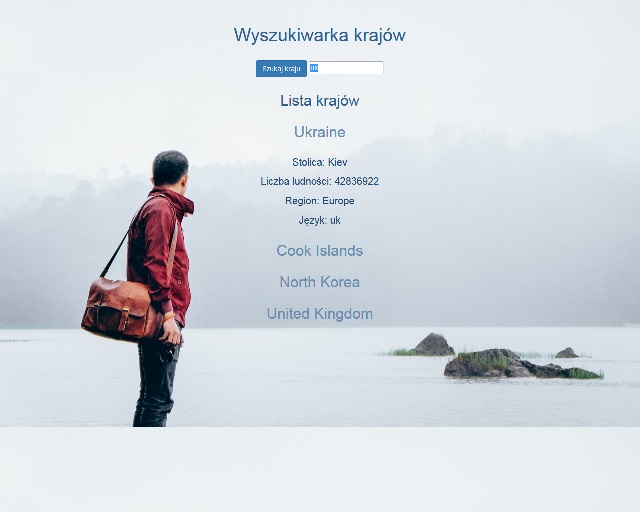 Wyszukiwarka krajów
Szukaj kraju uk
Lista krajów
Ukraine
Stolica: Kiev
Liczba ludności: 42836922
Region: Europe
Język: uk
Cook Islands
North Korea
United Kingdom